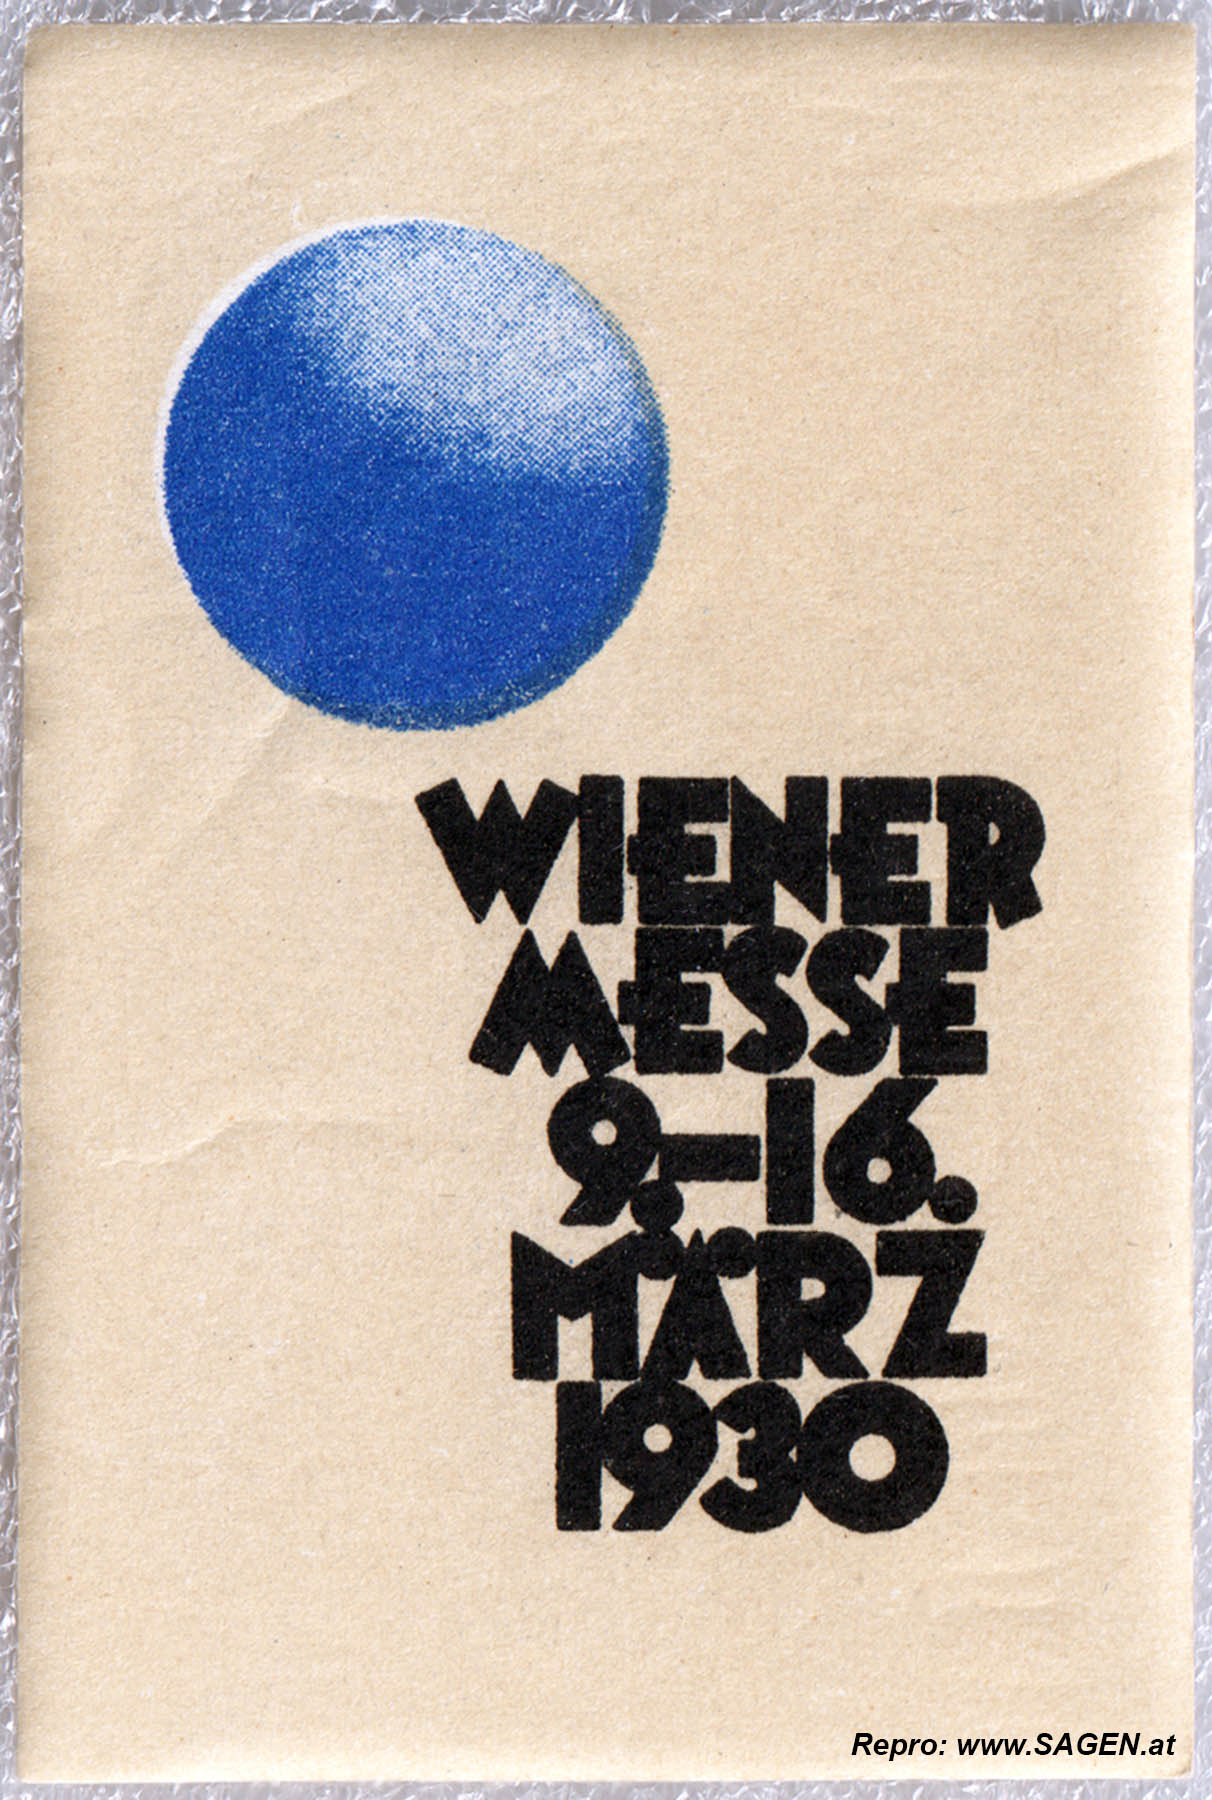 WIENER
MESSE
9.–16.
MÄRZ
1930
Repro: www.SAGEN.at